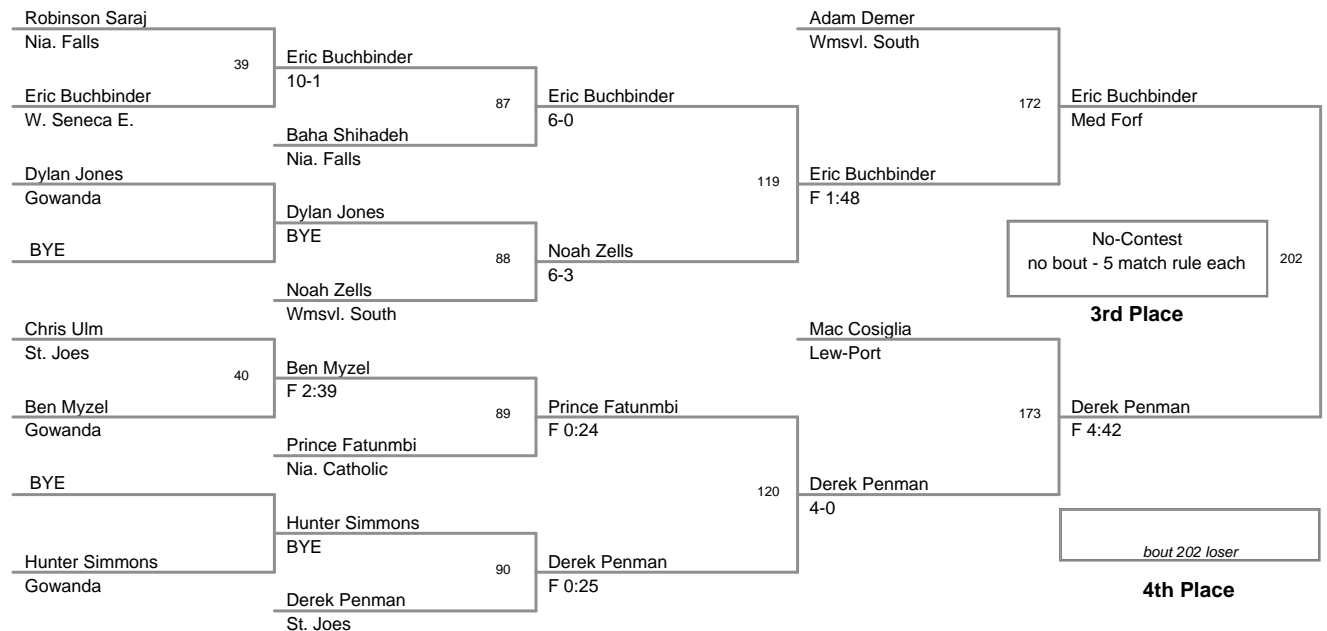 Robinson Saraj
Nia. Falls
39
Eric Buchbinder
W. Seneca E.
Dylan Jones
Gowanda
BYE
Chris Ulm
St. Joes
40
Ben Myzel
Gowanda
BYE
Hunter Simmons
Gowanda
Eric Buchbinder
10-1
87
Baha Shihadeh
Nia. Falls
Dylan Jones
BYE
88
Noah Zells
Wmsvl. South
Ben Myzel
F 2:39
89
Prince Fatunmbi
Nia. Catholic
Hunter Simmons
BYE
90
Derek Penman
St. Joes
Eric Buchbinder
6-0
119
Noah Zells
6-3
Prince Fatunmbi
F 0:24
120
Derek Penman
F 0:25
Adam Demer
Wmsvl. South
172
Eric Buchbinder
F 1:48
Mac Cosiglia
Lew-Port
173
Derek Penman
4-0
Eric Buchbinder
Med Forf
No-Contest
no bout - 5 match rule each
202
3rd Place
Derek Penman
F 4:42
bout 202 loser
4th Place